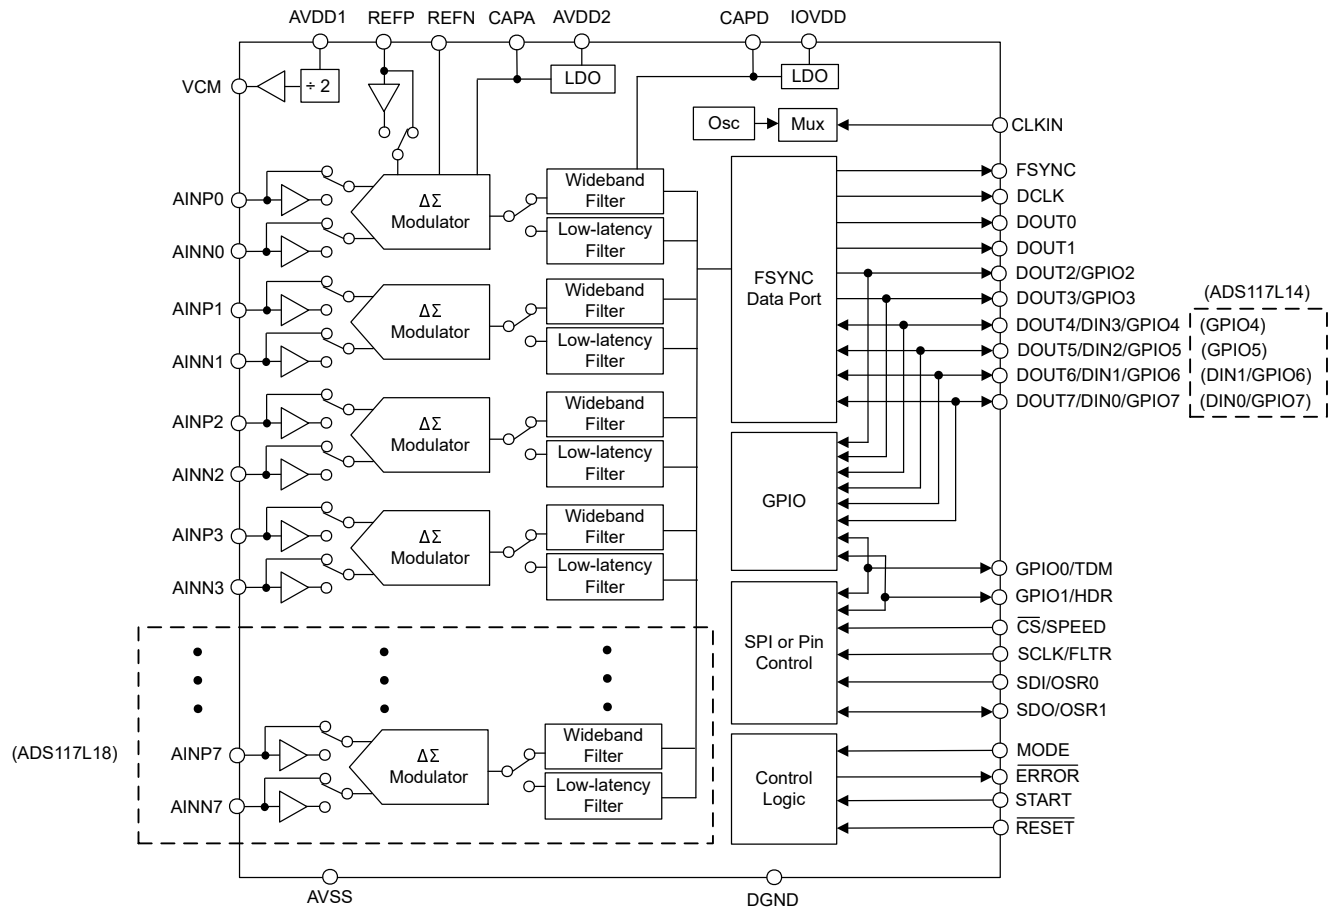 AVDD1 REFP REFN CAPA AVDD2 CAPD IOVDD
VCM
÷ 2
LDO
LDO
Osc
Mux
CLKIN
AINP0
AINN0
ΔΣ
Modulator
Wideband
Filter
Low-latency
Filter
AINP1
AINN1
ΔΣ
Modulator
Wideband
Filter
Low-latency
Filter
AINP2
AINN2
ΔΣ
Modulator
Wideband
Filter
Low-latency
Filter
AINP3
AINN3
ΔΣ
Modulator
Wideband
Filter
Low-latency
Filter
(ADS117L18)
AINP7
AINN7
ΔΣ
Modulator
Wideband
Filter
Low-latency
Filter
FSYNC
Data Port
FSYNC
DCLK
DOUT0
DOUT1
DOUT2/GPIO2
DOUT3/GPIO3
DOUT4/DIN3/GPIO4
DOUT5/DIN2/GPIO5
DOUT6/DIN1/GPIO6
DOUT7/DIN0/GPIO7
(ADS117L14)
(GPIO4)
(GPIO5)
(DIN1/GPIO6)
(DIN0/GPIO7)
GPIO
GPIO0/TDM
GPIO1/HDR
SPI or Pin
Control
CS/SPEED
SCLK/FLTR
SDI/OSR0
SDO/OSR1
Control
Logic
MODE
ERROR
START
RESET
AVSS
DGND